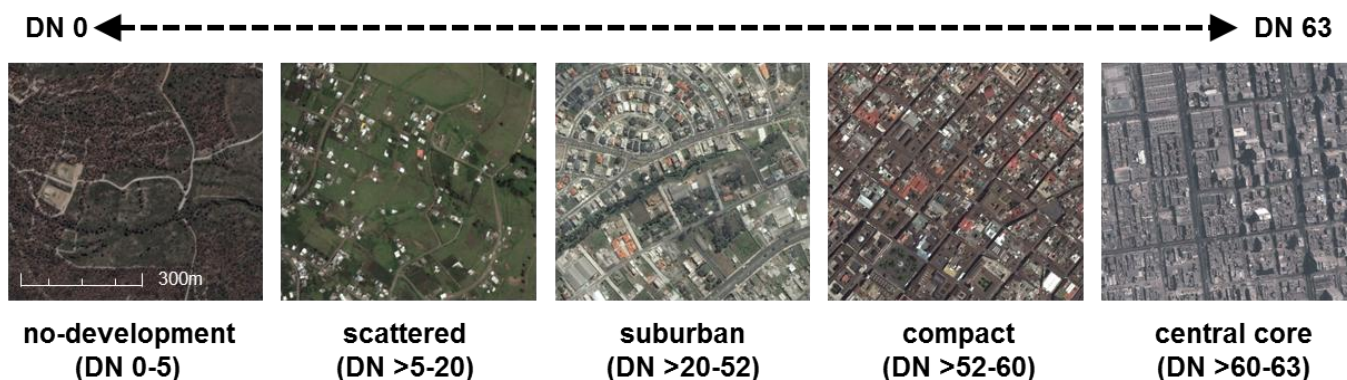 DN 0
DN 63
300m
no-development
(DN 0-5)
scattered
(DN >5-20)
suburban
(DN >20-52)
compact
(DN >52-60)
central core
(DN >60-63)